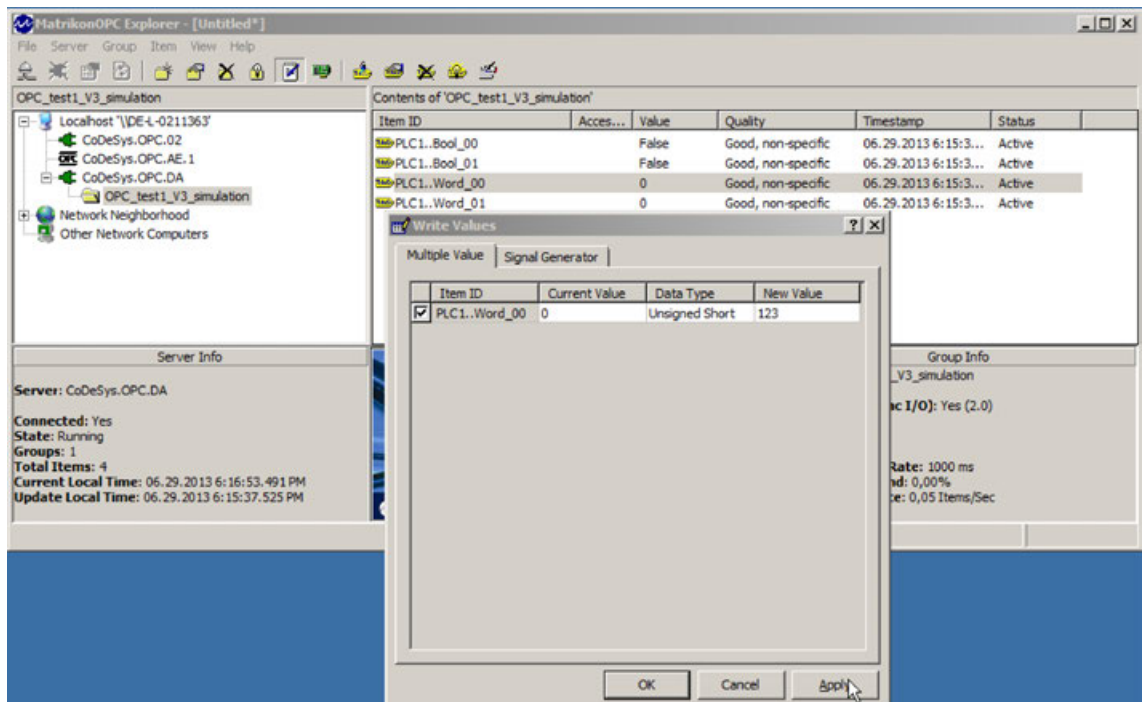 MatrikonOPC Explorer - [Untitled*]
File Server Group Item View Help
OPC_test1_V3_simulation
Contents of 'OPC_test1_V3_simulation'
Localhost '\\DE-L-0211363'
CoDeSys.OPC.02
CoDeSys.OPC.AE.1
CoDeSys.OPC.DA
OPC_test1_V3_simulation
Network Neighborhood
Other Network Computers
Item ID Acces... Value Quality Timestamp Status
PLC1..Bool_00 False Good, non-specific 06.29.2013 6:15:3... Active
PLC1..Bool_01 False Good, non-specific 06.29.2013 6:15:3... Active
PLC1..Word_00 0 Good, non-specific 06.29.2013 6:15:3... Active
PLC1..Word_01 0 Good, non-specific 06.29.2013 6:15:3... Active
Write Values
Multiple Value Signal Generator
Item ID Current Value Data Type New Value
PLC1..Word_00 0 Unsigned Short 123
OK Cancel Apply
Server Info
Server: CoDeSys.OPC.DA
Connected: Yes
State: Running
Groups: 1
Total Items: 4
Current Local Time: 06.29.2013 6:16:53.491 PM
Update Local Time: 06.29.2013 6:15:37.525 PM
Group Info
_V3_simulation
I/O): Yes (2.0)
Rate: 1000 ms
0,00%
0,05 Items/Sec